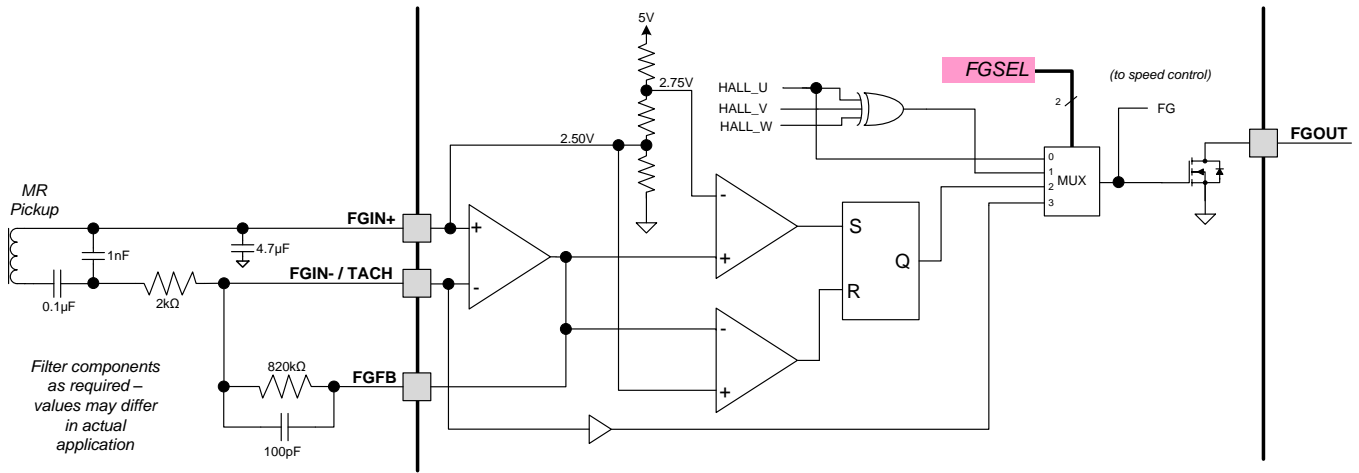 5V
FGSEL
(to speed control)
2.75V
HALL_U
2
FG
HALL_V
HALL_W
FGOUT
2.50V
0
1
MUX
2
3
MR
Pickup
FGIN+
-
+
S
1nF
4.7µF
+
Q
FGIN- / TACH
-
R
0.1µF
2kΩ
-
820kΩ
FGFB
+
Filter components
as required –
values may differ
in actual
application
100pF